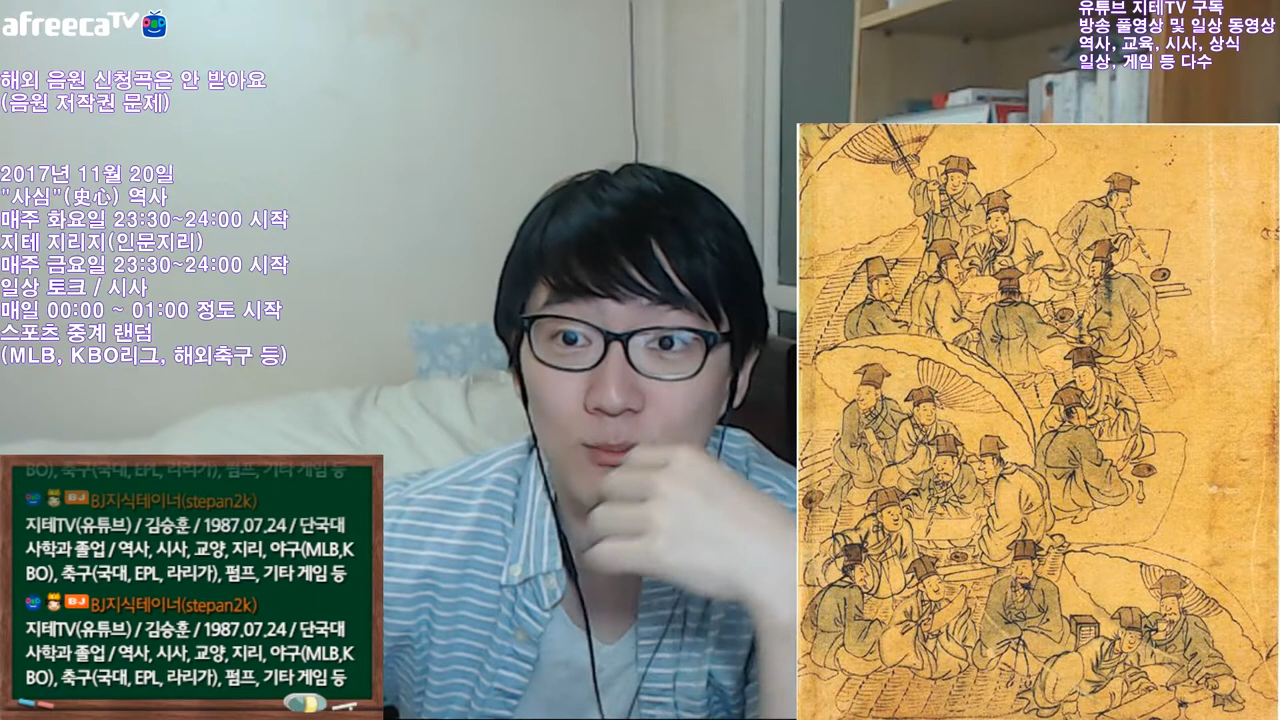 afreecaTV
해외 음원 신청곡은 안 받아요
(음원 저작권 문제)
2017년 11월 20일
"사심"(史心) 역사
매주 화요일 23:30~24:00 시작
지테 지리지(인문지리)
매주 금요일 23:30~24:00 시작
일상 토크 / 시사
매일 00:00 ~ 01:00 정도 시작
스포츠 중계 랜덤
(MLB, KBO리그, 해외축구 등)
유튜브 지테TV 구독
방송 풀영상 및 일상 동영상
역사, 교육, 시사, 상식
일상, 게임 등 다수
BO), 축구(국대, EPL, 라리가), 펌프, 기타 게임 등
BJ BJ지식테이너(stepan2k)
지테TV(유튜브) / 김승훈 / 1987.07.24 / 단국대
사학과 졸업 / 역사, 시사, 교양, 지리, 야구(MLB,K
BO), 축구(국대, EPL, 라리가), 펌프, 기타 게임 등
BJ BJ지식테이너(stepan2k)
지테TV(유튜브) / 김승훈 / 1987.07.24 / 단국대
사학과 졸업 / 역사, 시사, 교양, 지리, 야구(MLB,K
BO), 축구(국대, EPL, 라리가), 펌프, 기타 게임 등